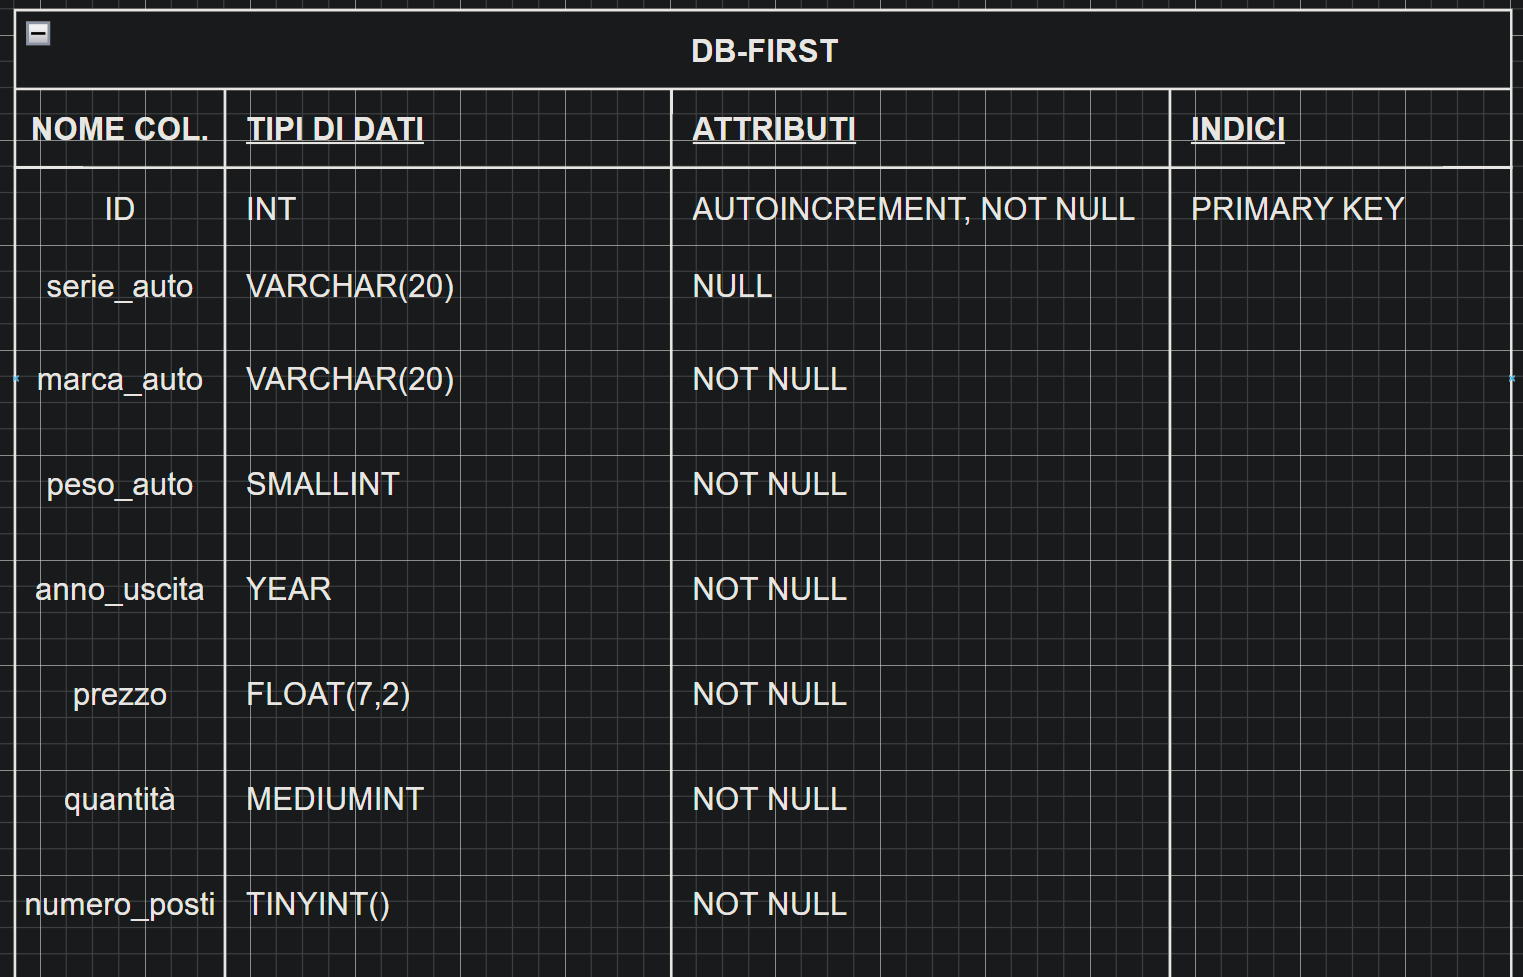 DB-FIRST
NOME COL. TIPI DI DATI ATTRIBUTI INDICI
ID INT AUTOINCREMENT, NOT NULL PRIMARY KEY
serie_auto VARCHAR(20) NULL
marca_auto VARCHAR(20) NOT NULL
peso_auto SMALLINT NOT NULL
anno_uscita YEAR NOT NULL
prezzo FLOAT(7,2) NOT NULL
quantità MEDIUMINT NOT NULL
numero_posti TINYINT() NOT NULL